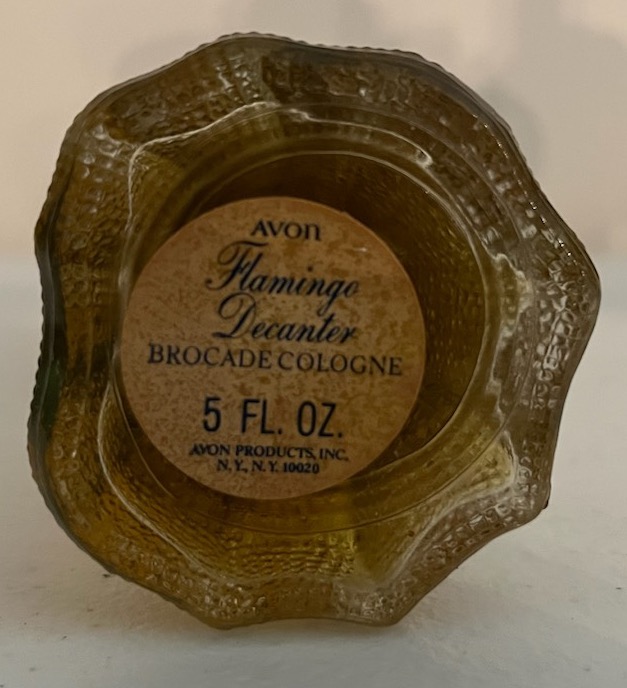 AVON
Flamingo
Decanter
BROCADE COLOGNE
5 FL. OZ.
AVON PRODUCTS, INC.
N.Y., N.Y. 10020